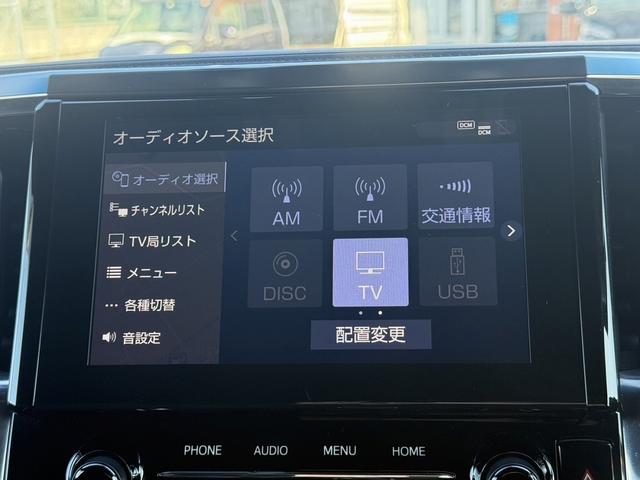 オーディオソース選択
DCM
DCM
オーディオ選択
チャンネルリスト
TV局リスト
メニュー
各種切替
音設定
AM
FM
交通情報
DISC
TV
USB
配置変更
PHONE
AUDIO
MENU
HOME